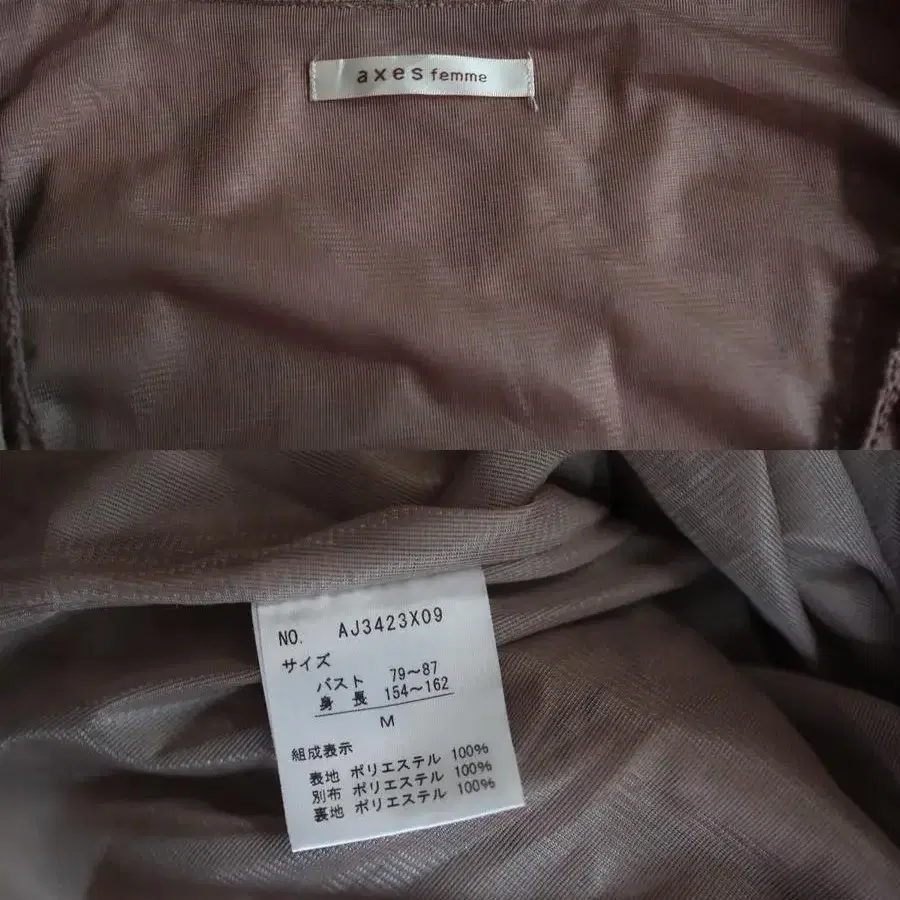 axes femme
NO. AJ3423X09
サイズ
バスト 79～87
身長 154～162
M
組成表示
表地 ポリエステル 100%
別布 ポリエステル 100%
裏地 ポリエステル 100%